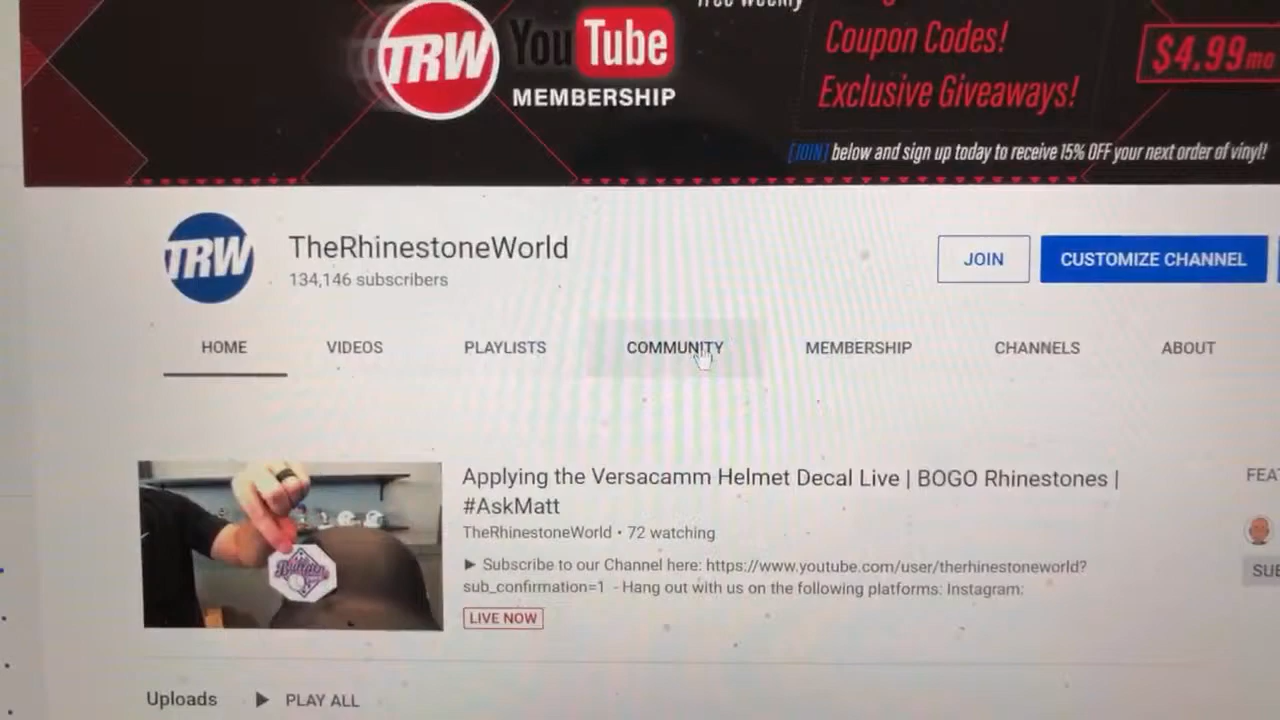 TRW
YouTube
MEMBERSHIP
Coupon Codes!
Exclusive Giveaways!
$4.99mo
[JOIN] below and sign up today to receive 15% OFF your next order of vinyl!
TRW
TheRhinestoneWorld
134,146 subscribers
JOIN
CUSTOMIZE CHANNEL
HOME
VIDEOS
PLAYLISTS
COMMUNITY
MEMBERSHIP
CHANNELS
ABOUT
Applying the Versacamm Helmet Decal Live | BOGO Rhinestones |
#AskMatt
TheRhinestoneWorld • 72 watching
► Subscribe to our Channel here: https://www.youtube.com/user/therhinestoneworld?
sub_confirmation=1 - Hang out with us on the following platforms: Instagram:
LIVE NOW
Uploads
PLAY ALL